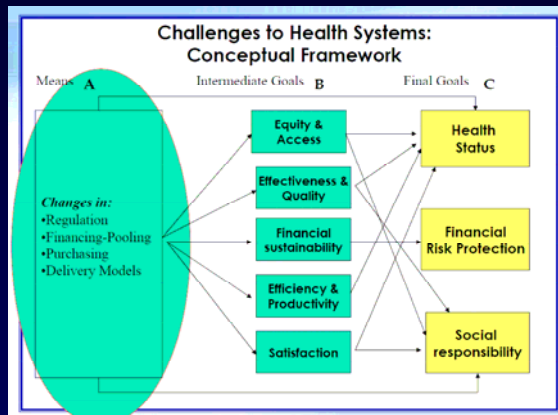 Challenges to Health Systems:
Conceptual Framework
Means A
Intermediate Goals B
Final Goals C
Changes in:
•Regulation
•Financing-Pooling
•Purchasing
•Delivery Models
Equity &
Access
Effectiveness &
Quality
Financial
sustainability
Efficiency &
Productivity
Satisfaction
Health
Status
Financial
Risk Protection
Social
responsibility